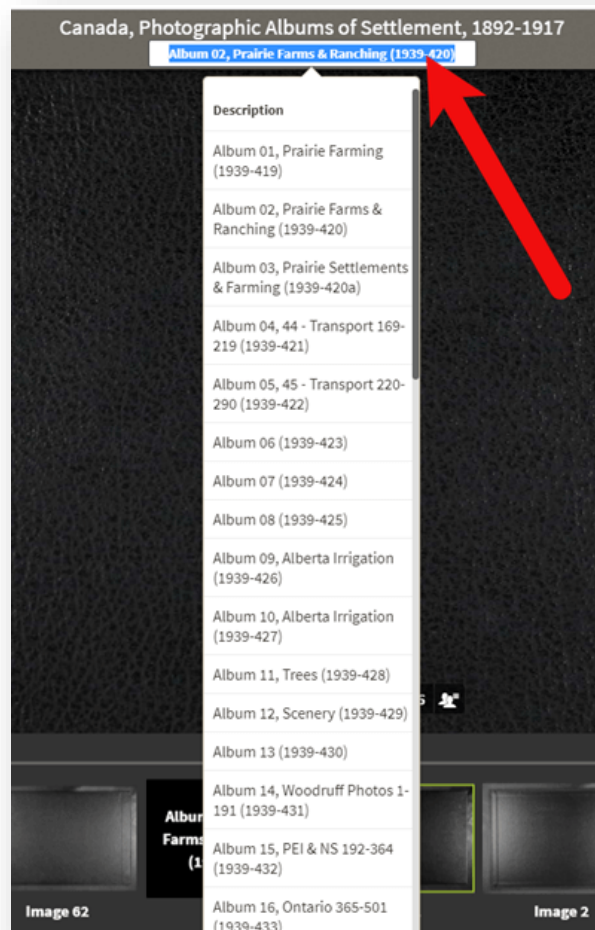 Canada, Photographic Albums of Settlement, 1892-1917
Album 02, Prairie Farms & Ranching (1939-420)
Description
Album 01, Prairie Farming
(1939-419)
Album 02, Prairie Farms &
Ranching (1939-420)
Album 03, Prairie Settlements
& Farming (1939-420a)
Album 04, 44 - Transport 169-
219 (1939-421)
Album 05, 45 - Transport 220-
290 (1939-422)
Album 06 (1939-423)
Album 07 (1939-424)
Album 08 (1939-425)
Album 09, Alberta Irrigation
(1939-426)
Album 10, Alberta Irrigation
(1939-427)
Album 11, Trees (1939-428)
Album 12, Scenery (1939-429)
Album 13 (1939-430)
Album 14, Woodruff Photos 1-
191 (1939-431)
Album 15, PEI & NS 192-364
(1939-432)
Album 16, Ontario 365-501
(1939-433)
Farms
Image 62
Image 2